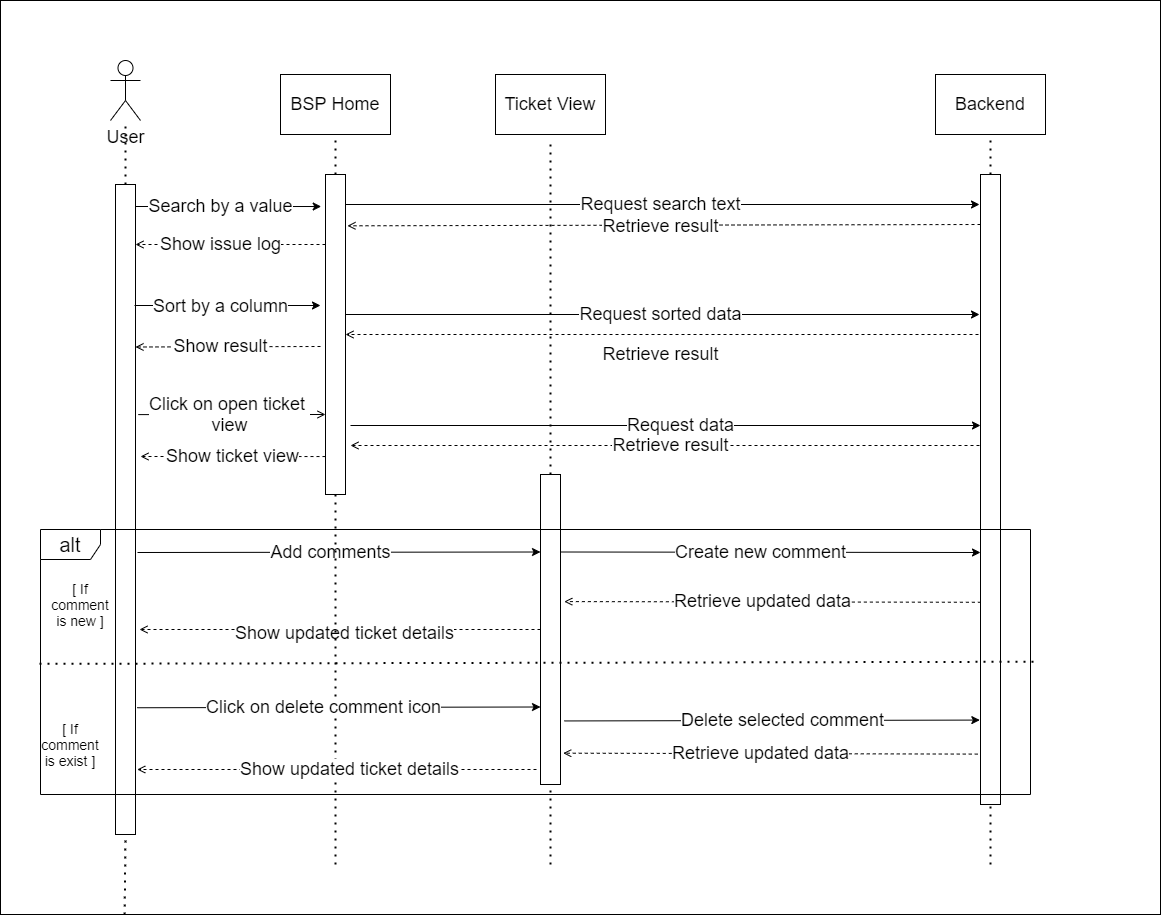 User
BSP Home
Ticket View
Backend
Search by a value
Request search text
Retrieve result
Show issue log
Sort by a column
Request sorted data
Show result
Retrieve result
Click on open ticket
view
Request data
Retrieve result
Show ticket view
alt
Add comments
Create new comment
[ If
comment
is new ]
Retrieve updated data
Show updated ticket details
Click on delete comment icon
Delete selected comment
[ If
comment
is exist ]
Retrieve updated data
Show updated ticket details